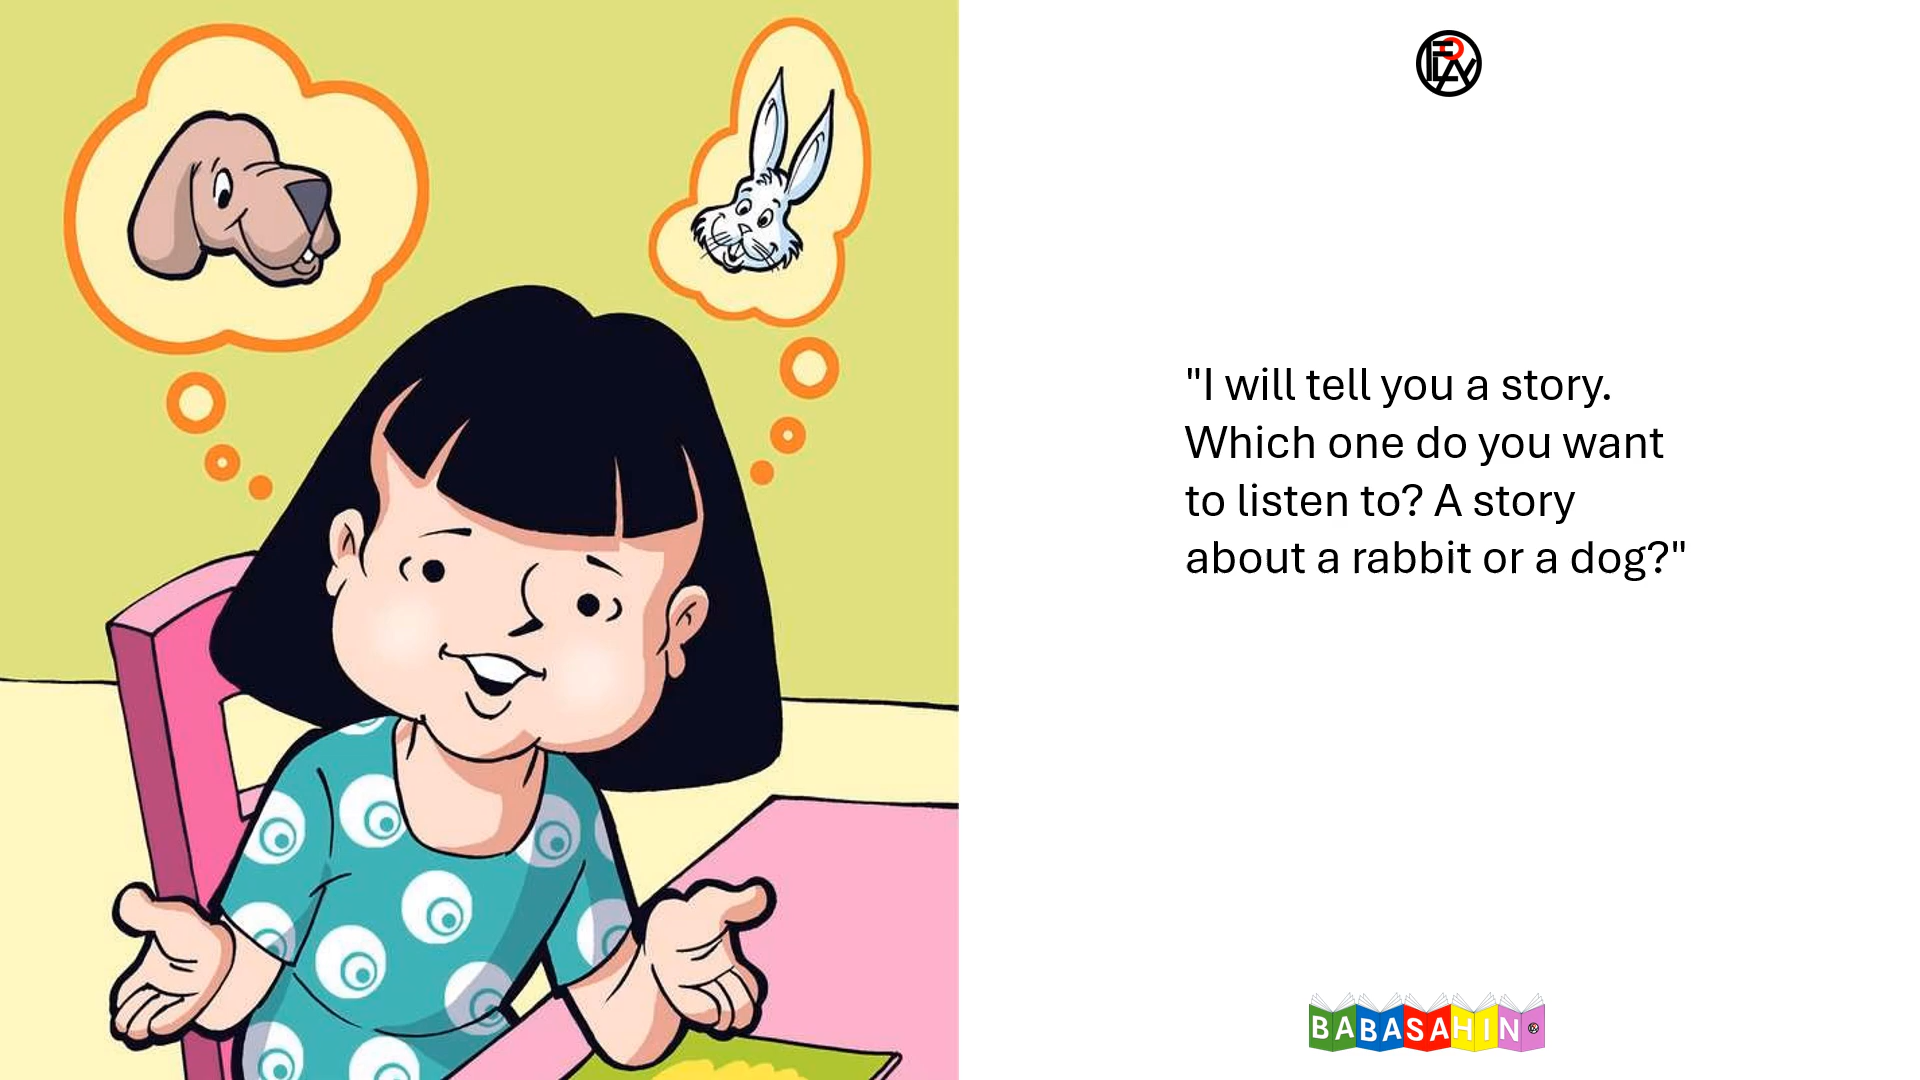 "I will tell you a story.
Which one do you want
to listen to? A story
about a rabbit or a dog?"
BABASAHIN